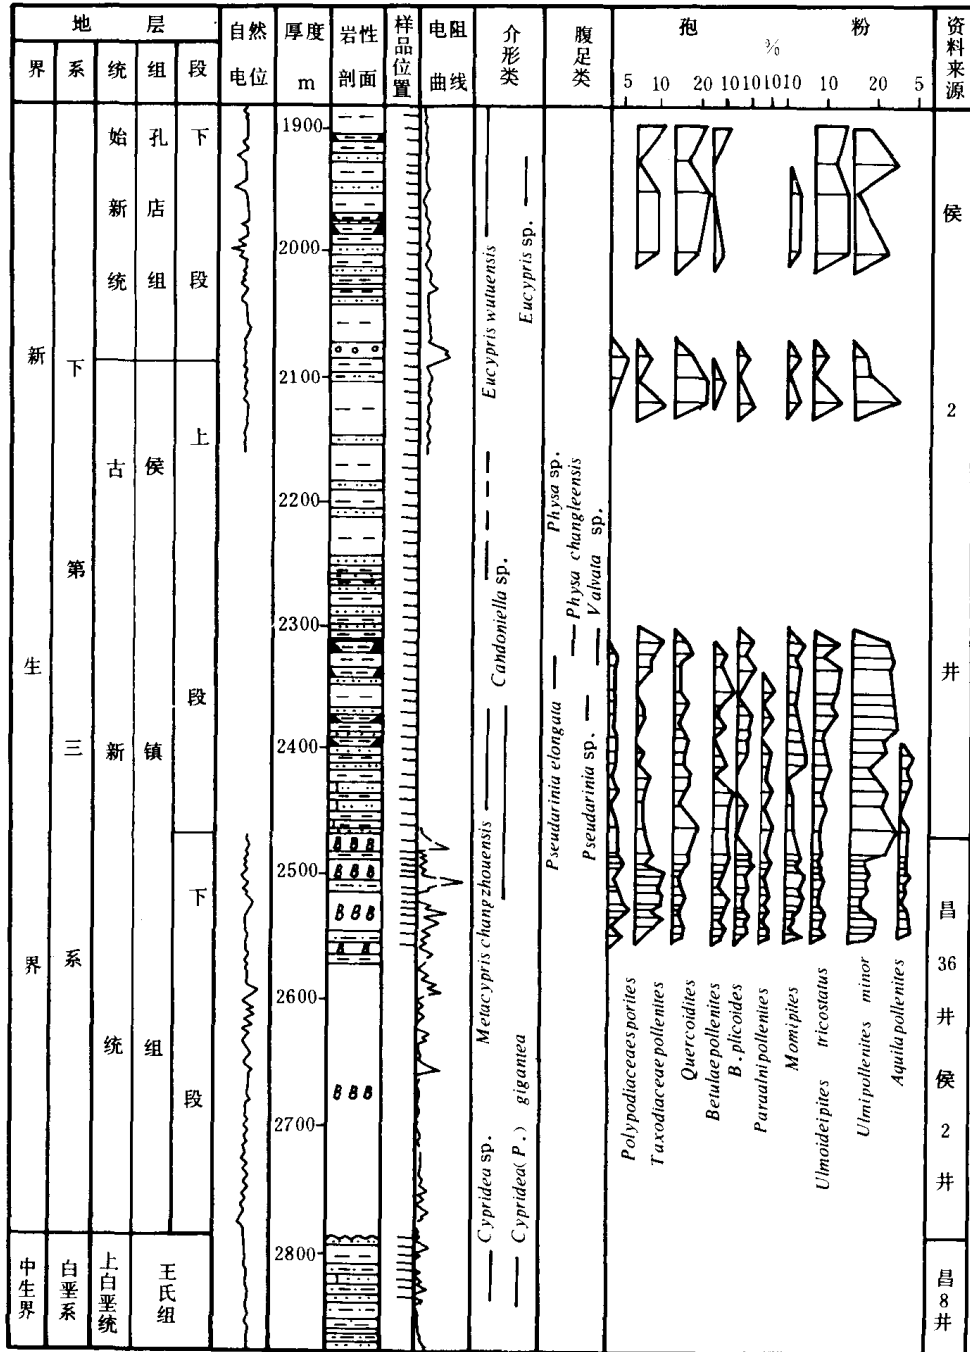 地 层
界 系 统 组 段
自然电位
厚度 m
岩性剖面
样品位置
电阻曲线
介形类
腹足类
孢 粉
%
5 10 20 10 10 10 10 10 20 5
资料来源
新生界
下第三系
始新统
孔店组
下段
古新统
侯镇组
上段
下段
中生界
白垩系
上白垩统
王氏组
1900
2000
2100
2200
2300
2400
2500
2600
2700
2800
Eucypris wutuensis
Eucypris sp.
Candoniella sp.
Metacypris changzhouensis
Cypridea sp.
Cypridea(P.) gigantea
Physa sp.
Physa changleensis
Valvata sp.
Pseudarinia elongata
Pseudarinia sp.
Polypodiaceaesporites
Taxodiaceaepollenites
Quercoidites
Betulaepollenites
B. plicoides
Paraalnipollenites
Momipites
Ulmoideipites tricostatus
Ulmipollenites minor
Aquilapollenites
侯2井
昌36井侯2井
昌8井